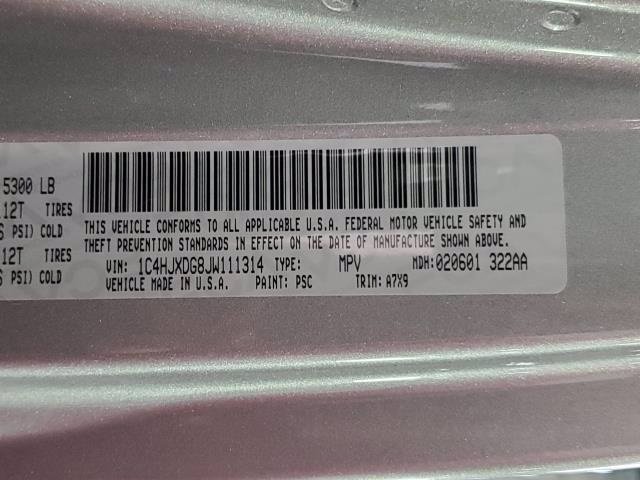 5300 LB
12T TIRES
PSI) COLD
12T TIRES
PSI) COLD
THIS VEHICLE CONFORMS TO ALL APPLICABLE U.S.A. FEDERAL MOTOR VEHICLE SAFETY AND
THEFT PREVENTION STANDARDS IN EFFECT ON THE DATE OF MANUFACTURE SHOWN ABOVE.
VIN: 1C4HJXDG8JW111314 TYPE: MPV MDH:020601 322AA
VEHICLE MADE IN U.S.A. PAINT: PSC TRIM: A7X9